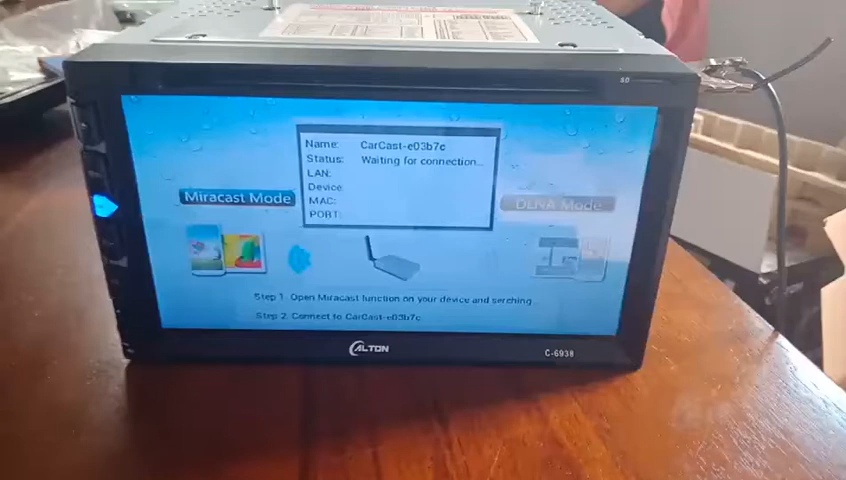 SD
Name: CarCast-e03b7c
Status: Waiting for connection...
LAN:
Device:
MAC:
PORT:
Miracast Mode
DLNA Mode
Step 1. Open Miracast function on your device and serching...
Step 2. Connect to CarCast-e03b7c.
ALTON
C-6938